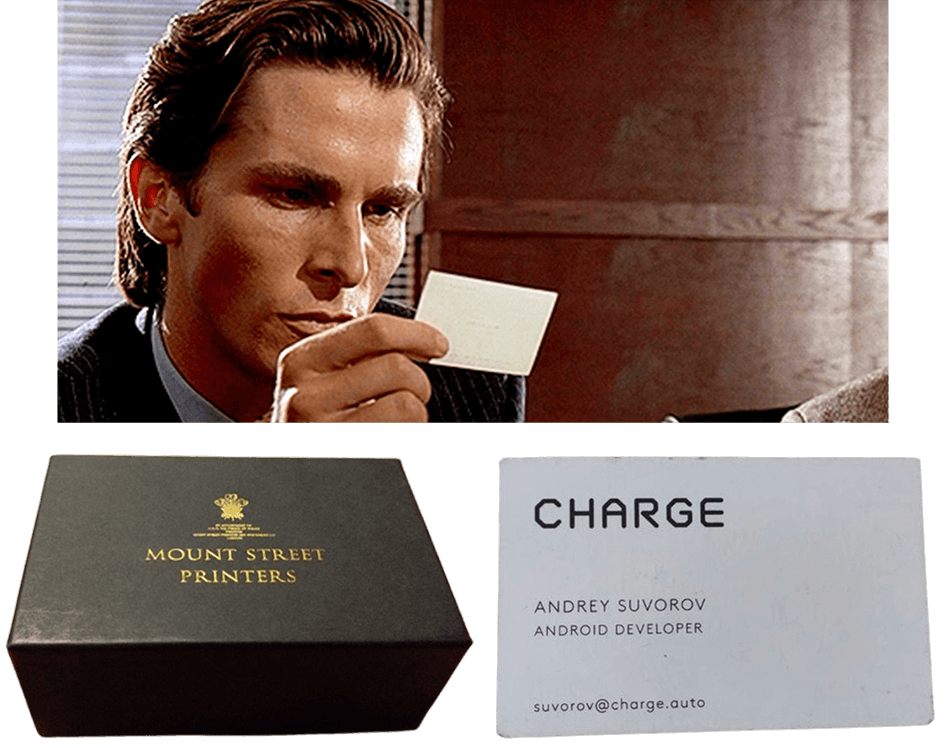 MOUNT STREET
PRINTERS
CHARGE
ANDREY SUVOROV
ANDROID DEVELOPER
suvorov@charge.auto